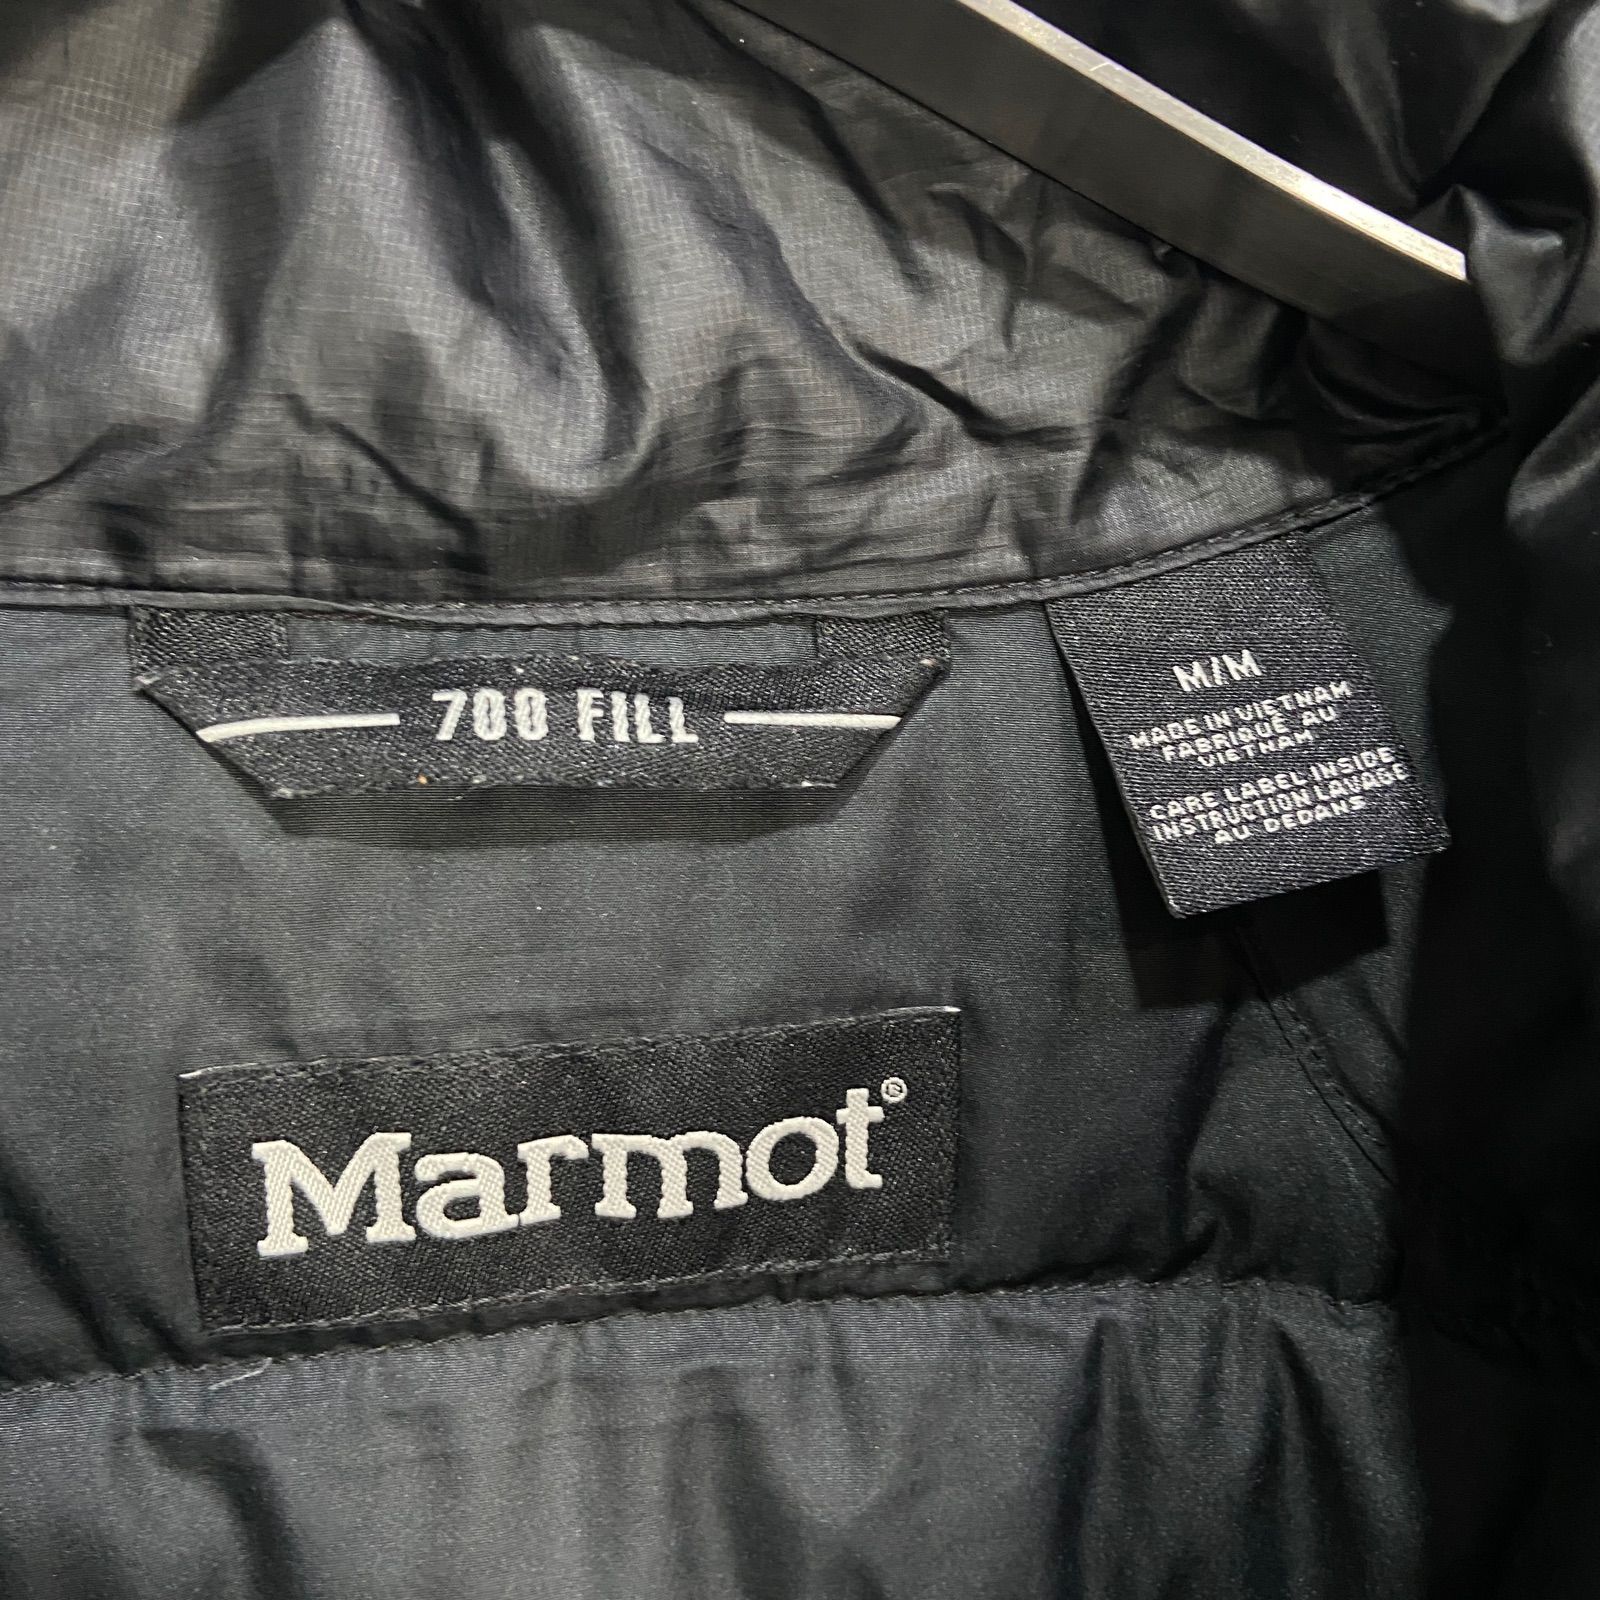 700 FILL
M/M
MADE IN VIETNAM
FABRIQUÉ AU
VIETNAM
CARE LABEL INSIDE
INSTRUCTION LAVAGE
AU DEDANS
Marmot®